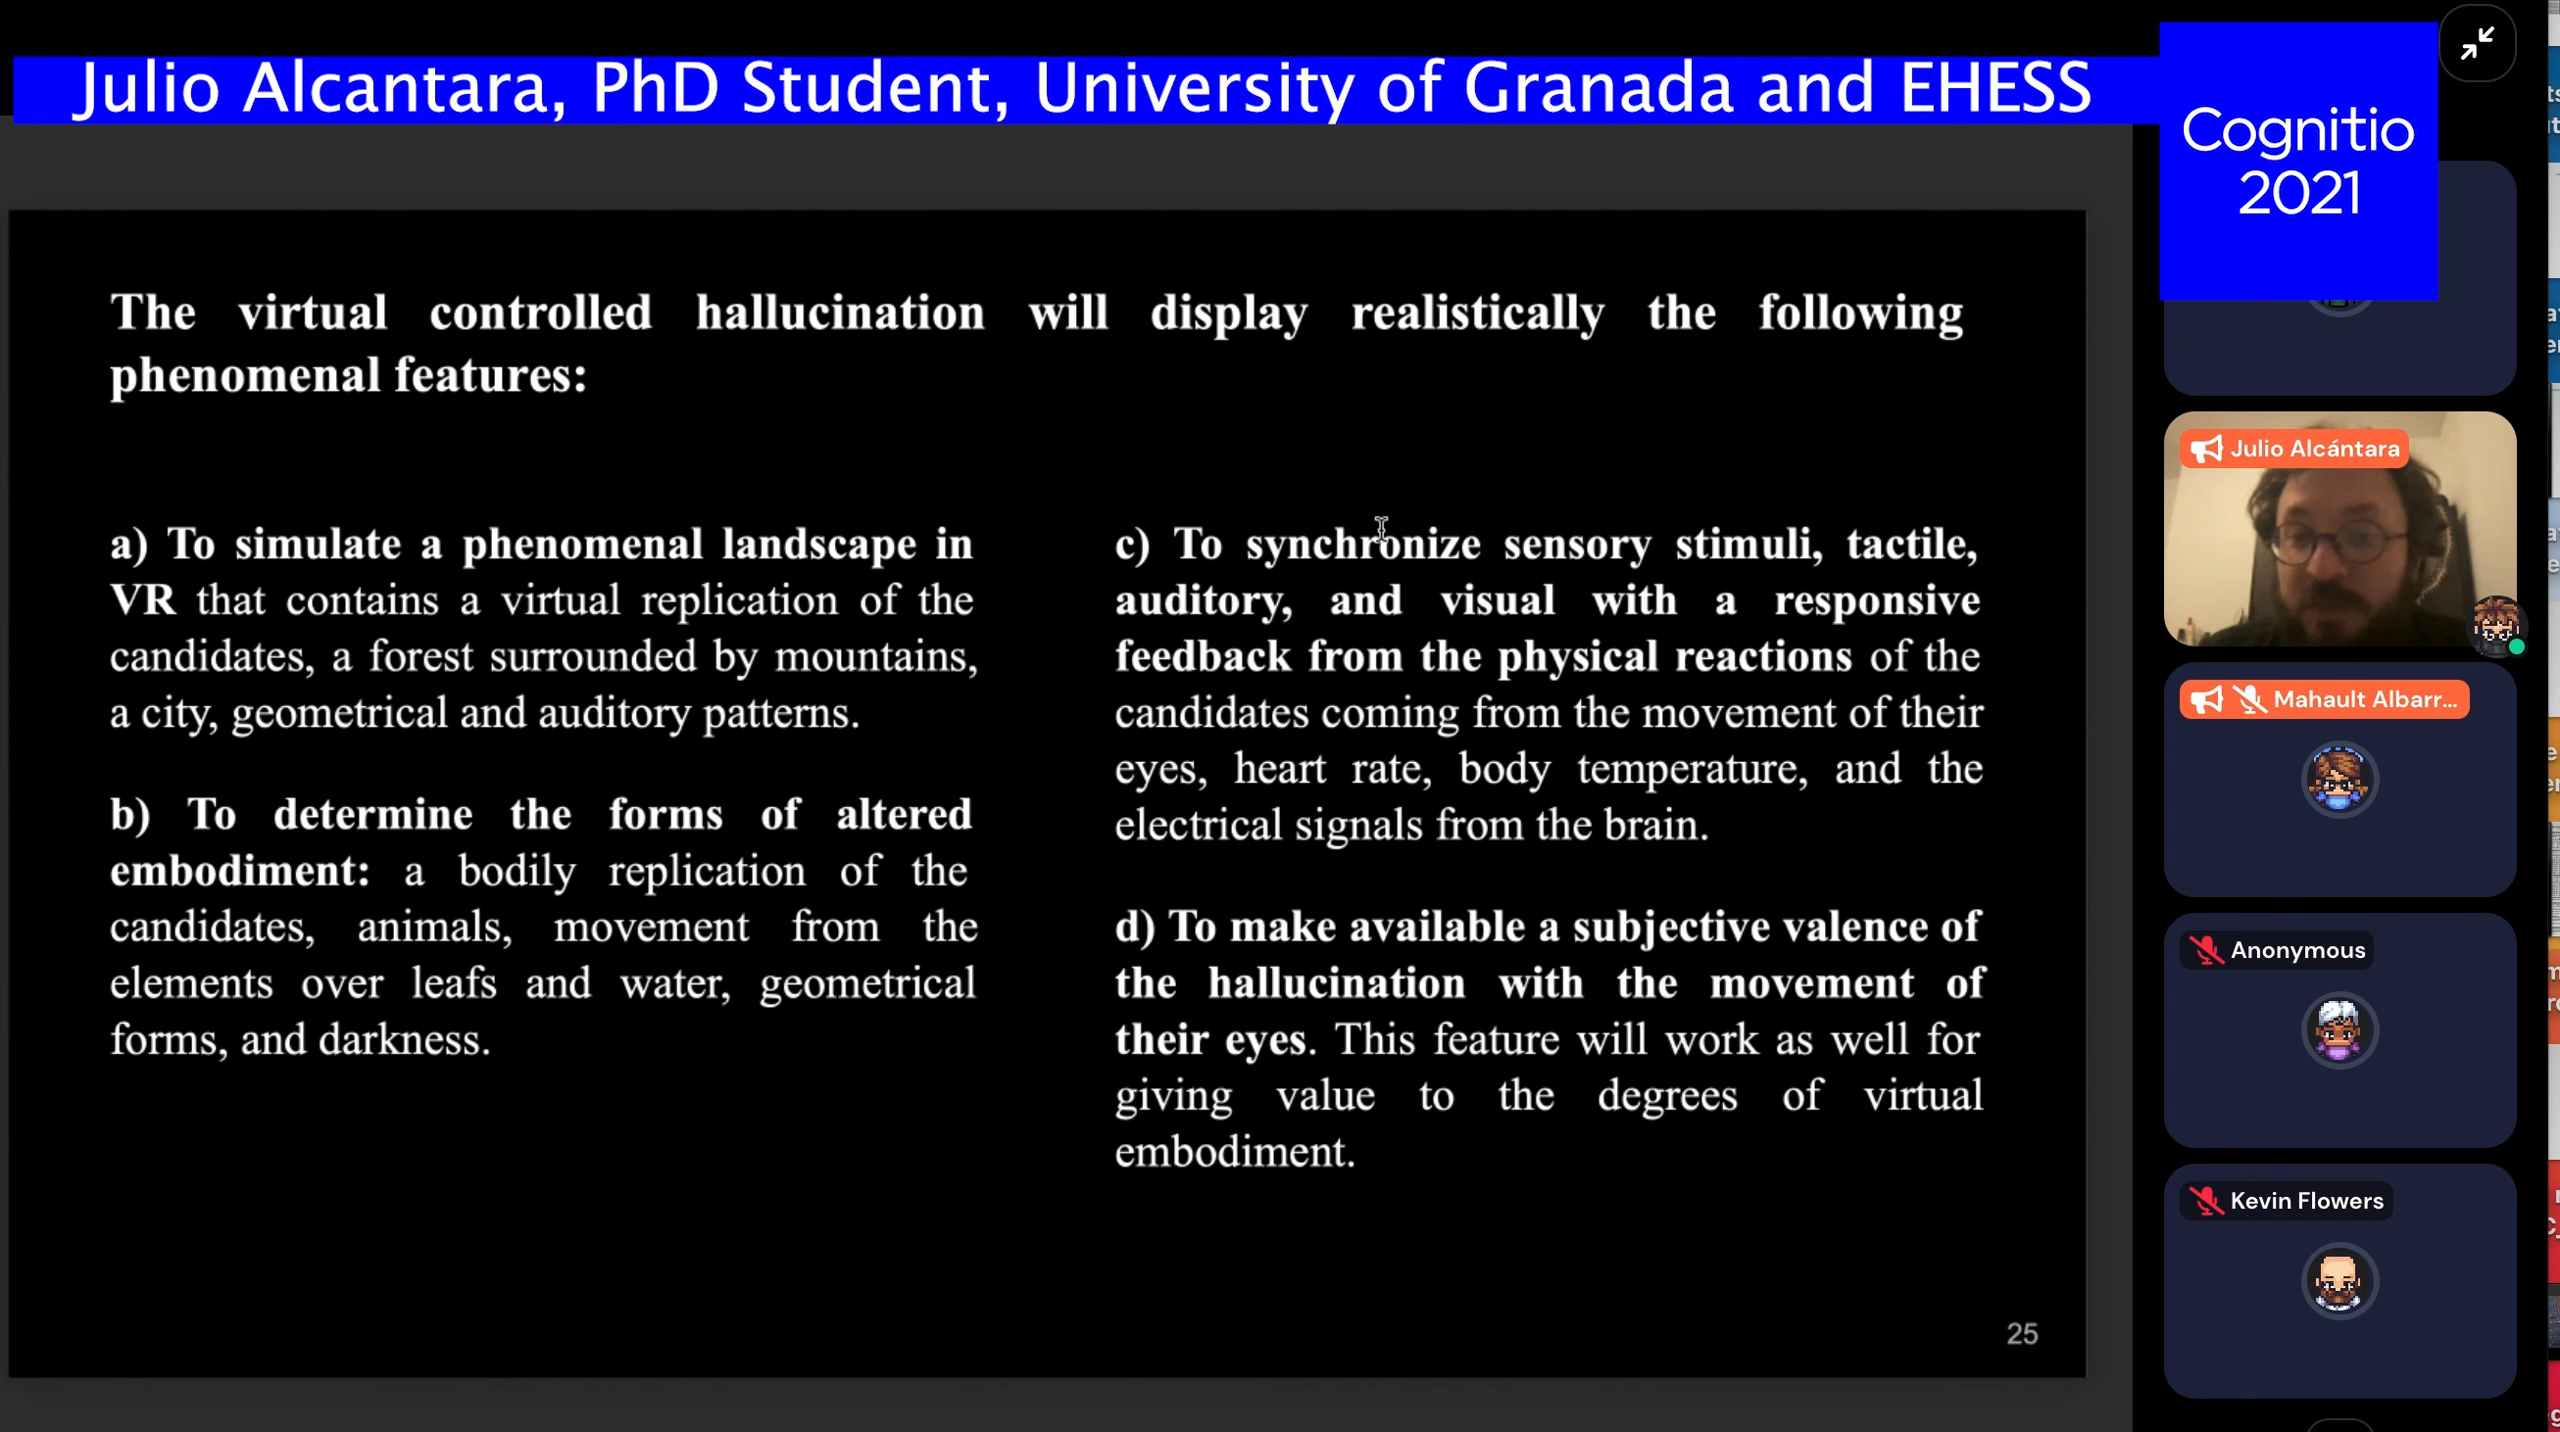 Julio Alcantara, PhD Student, University of Granada and EHESS
Cognitio
2021
The virtual controlled hallucination will display realistically the following
phenomenal features:
a) To simulate a phenomenal landscape in
VR that contains a virtual replication of the
candidates, a forest surrounded by mountains,
a city, geometrical and auditory patterns.
b) To determine the forms of altered
embodiment: a bodily replication of the
candidates, animals, movement from the
elements over leafs and water, geometrical
forms, and darkness.
c) To synchronize sensory stimuli, tactile,
auditory, and visual with a responsive
feedback from the physical reactions of the
candidates coming from the movement of their
eyes, heart rate, body temperature, and the
electrical signals from the brain.
d) To make available a subjective valence of
the hallucination with the movement of
their eyes. This feature will work as well for
giving value to the degrees of virtual
embodiment.
25
Julio Alcántara
Mahault Albarr...
Anonymous
Kevin Flowers